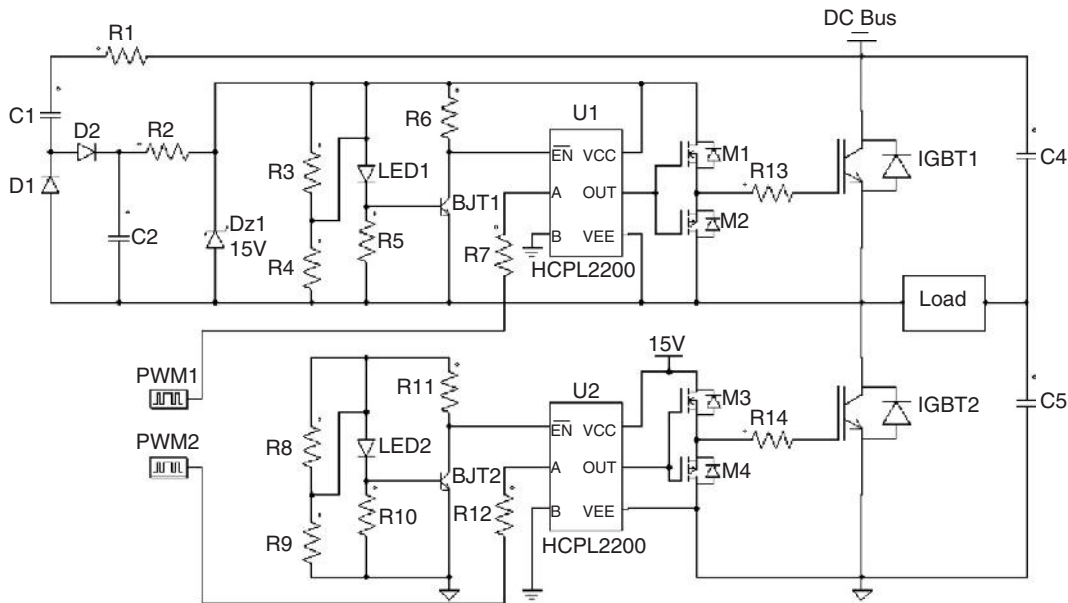 DC Bus
R1
C1
D2
R2
D1
C2
Dz1
15V
R3
R4
LED1
R5
R6
BJT1
R7
U1
EN
VCC
A
OUT
B
VEE
HCPL2200
M1
M2
R13
IGBT1
C4
Load
PWM1
PWM2
R8
R9
LED2
R10
R11
BJT2
R12
U2
EN
VCC
A
OUT
B
VEE
HCPL2200
15V
M3
M4
R14
IGBT2
C5